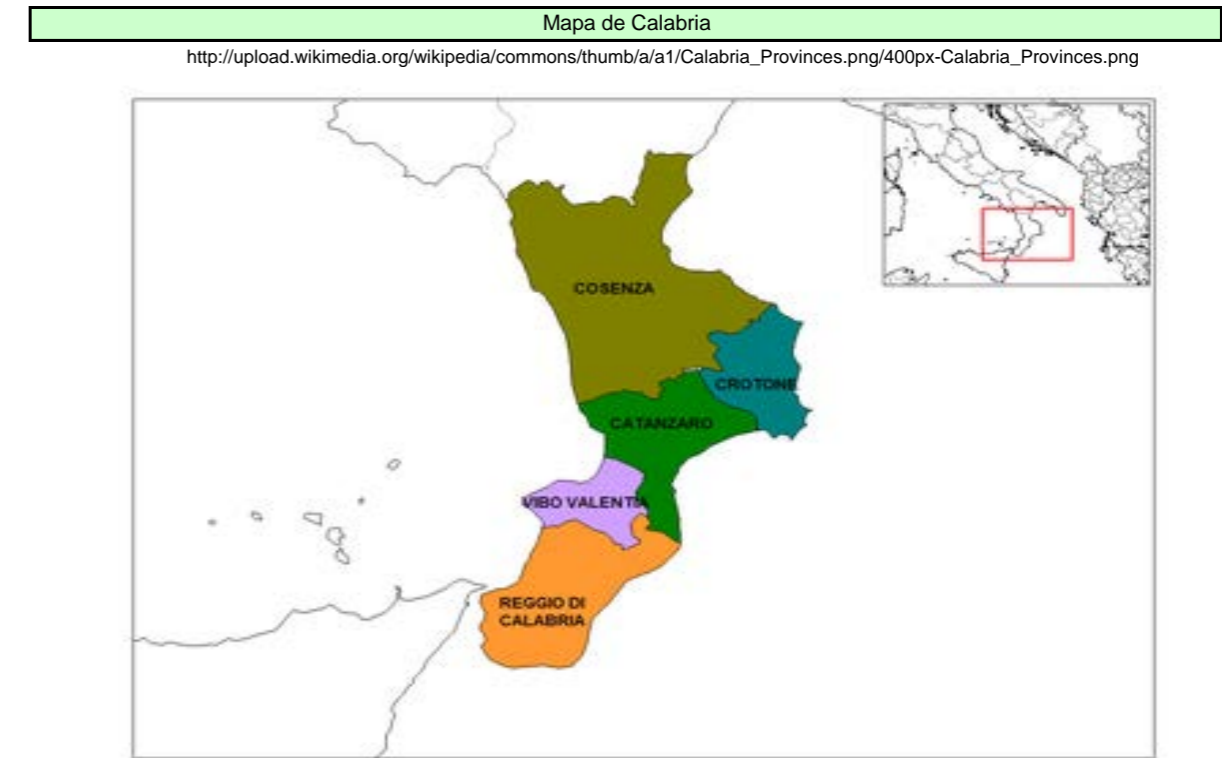 Mapa de Calabria
http://upload.wikimedia.org/wikipedia/commons/thumb/a/a1/Calabria_Provinces.png/400px-Calabria_Provinces.png
COSENZA
CROTONE
CATANZARO
VIBO VALENTIA
REGGIO DI
CALABRIA